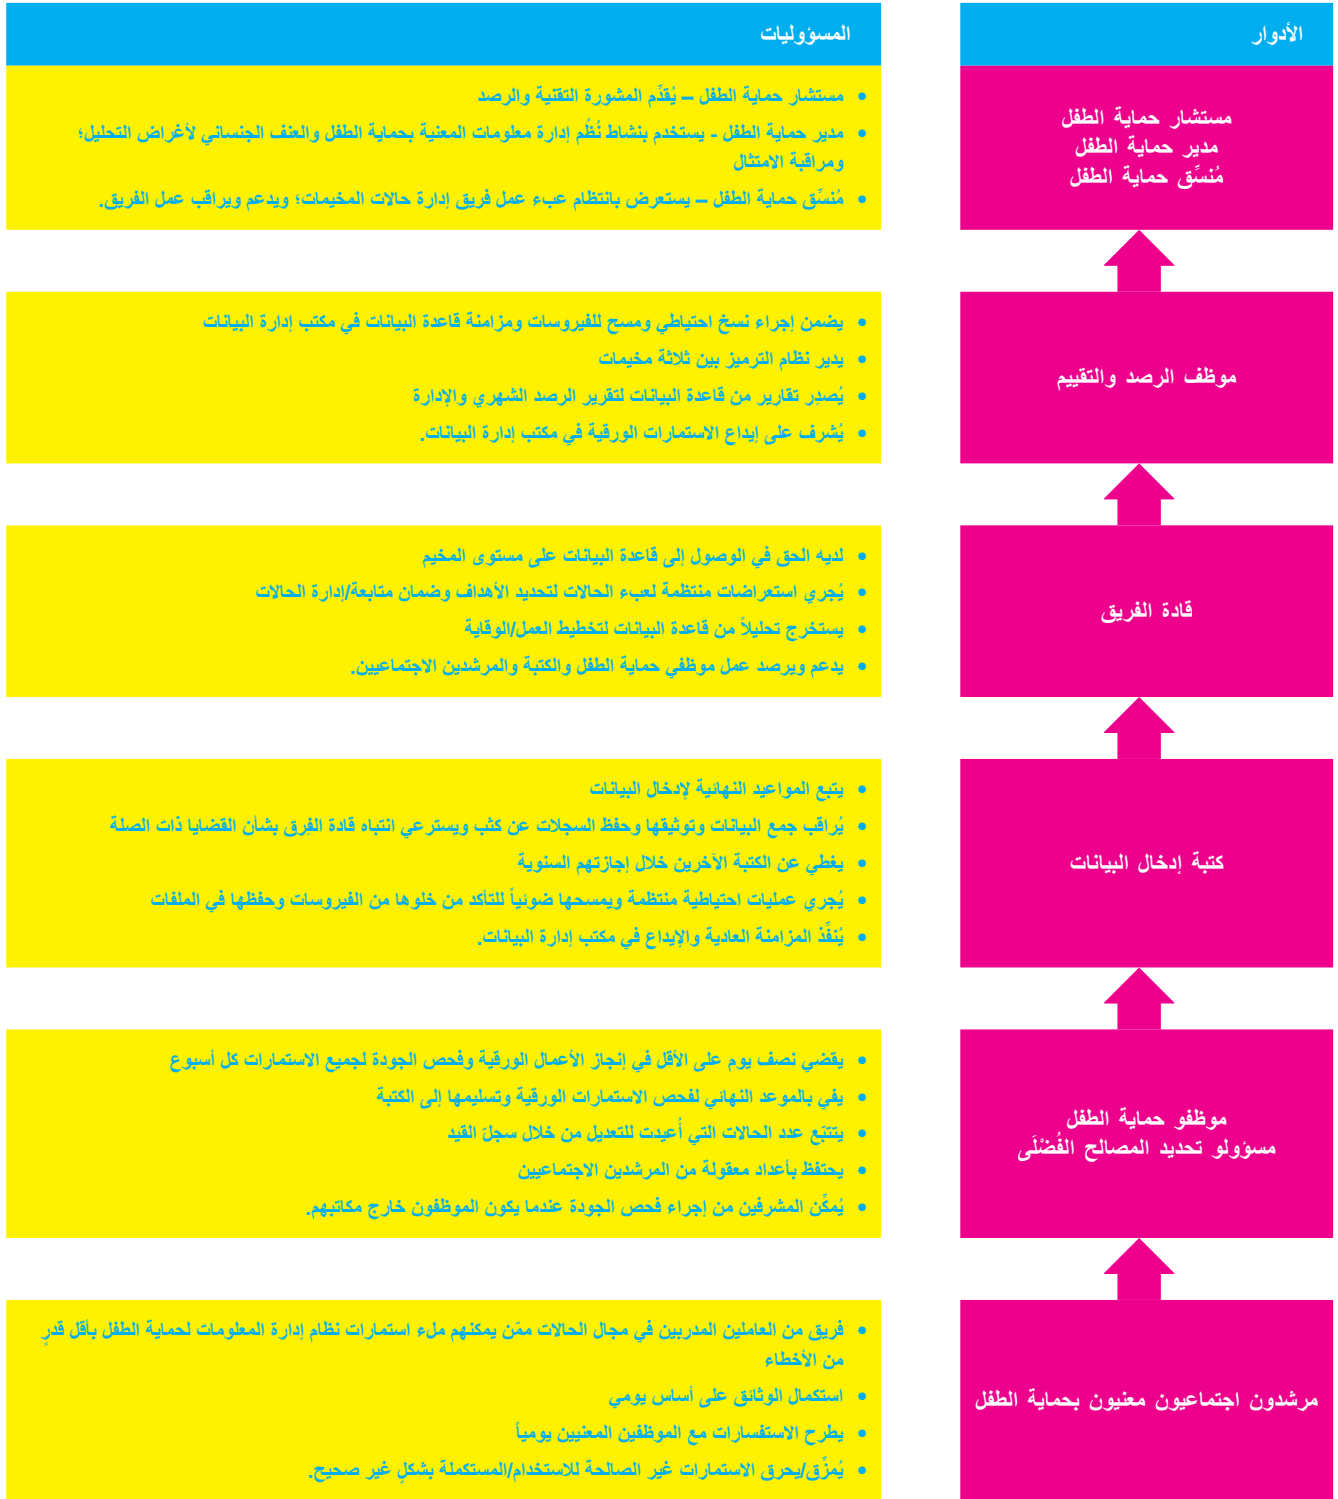 الأدوار
المسؤوليات
مستشار حماية الطفل
مدير حماية الطفل
مُنسِّق حماية الطفل
• مستشار حماية الطفل – يُقدِّم المشورة التقنية والرصد
• مدير حماية الطفل - يستخدم بنشاط نُظُم إدارة معلومات المعنية بحماية الطفل والعنف الجنساني لأغراض التحليل؛
ومراقبة الامتثال
• مُنسِّق حماية الطفل – يستعرض بانتظام عبء عمل فريق إدارة حالات المخيمات؛ ويدعم ويراقب عمل الفريق.
موظف الرصد والتقييم
• يضمن إجراء نسخ احتياطي ومسح للفيروسات ومزامنة قاعدة البيانات في مكتب إدارة البيانات
• يدير نظام الترميز بين ثلاثة مخيمات
• يُصدِر تقارير من قاعدة البيانات لتقرير الرصد الشهري والإدارة
• يُشرف على إيداع الاستمارات الورقية في مكتب إدارة البيانات.
قادة الفريق
• لديه الحق في الوصول إلى قاعدة البيانات على مستوى المخيم
• يُجري استعراضات منتظمة لعبء الحالات لتحديد الأهداف وضمان متابعة/إدارة الحالات
• يستخرج تحليلاً من قاعدة البيانات لتخطيط العمل/الوقاية
• يدعم ويرصد عمل موظفي حماية الطفل والكتبة والمرشدين الاجتماعيين.
كتبة إدخال البيانات
• يتبع المواعيد النهائية لإدخال البيانات
• يُراقب جمع البيانات وتوثيقها وحفظ السجلات عن كثب ويسترعي انتباه قادة الفِرق بشأن القضايا ذات الصلة
• يغطي عن الكتبة الآخرين خلال إجازتهم السنوية
• يُجري عمليات احتياطية منتظمة ويمسحها ضوئياً للتأكد من خلوها من الفيروسات وحفظها في الملفات
• يُنفِّذ المزامنة العادية والإيداع في مكتب إدارة البيانات.
موظفو حماية الطفل
مسؤولو تحديد المصالح الفُضْلَى
• يقضي نصف يوم على الأقل في إنجاز الأعمال الورقية وفحص الجودة لجميع الاستمارات كل أسبوع
• يفي بالموعد النهائي لفحص الاستمارات الورقية وتسليمها إلى الكتبة
• يتتبّع عدد الحالات التي أُعيدت للتعديل من خلال سجلّ القيد
• يحتفظ بأعداد معقولة من المرشدين الاجتماعيين
• يُمكِّن المشرفين من إجراء فحص الجودة عندما يكون الموظفون خارج مكاتبهم.
مرشدون اجتماعيون معنيون بحماية الطفل
• فريق من العاملين المدربين في مجال الحالات ممّن يمكنهم ملء استمارات نظام إدارة المعلومات لحماية الطفل بأقل قدرٍ
من الأخطاء
• استكمال الوثائق على أساس يومي
• يطرح الاستفسارات مع الموظفين المعنيين يومياً
• يُمزِّق/يحرق الاستمارات غير الصالحة للاستخدام/المستكملة بشكلٍ غير صحيح.